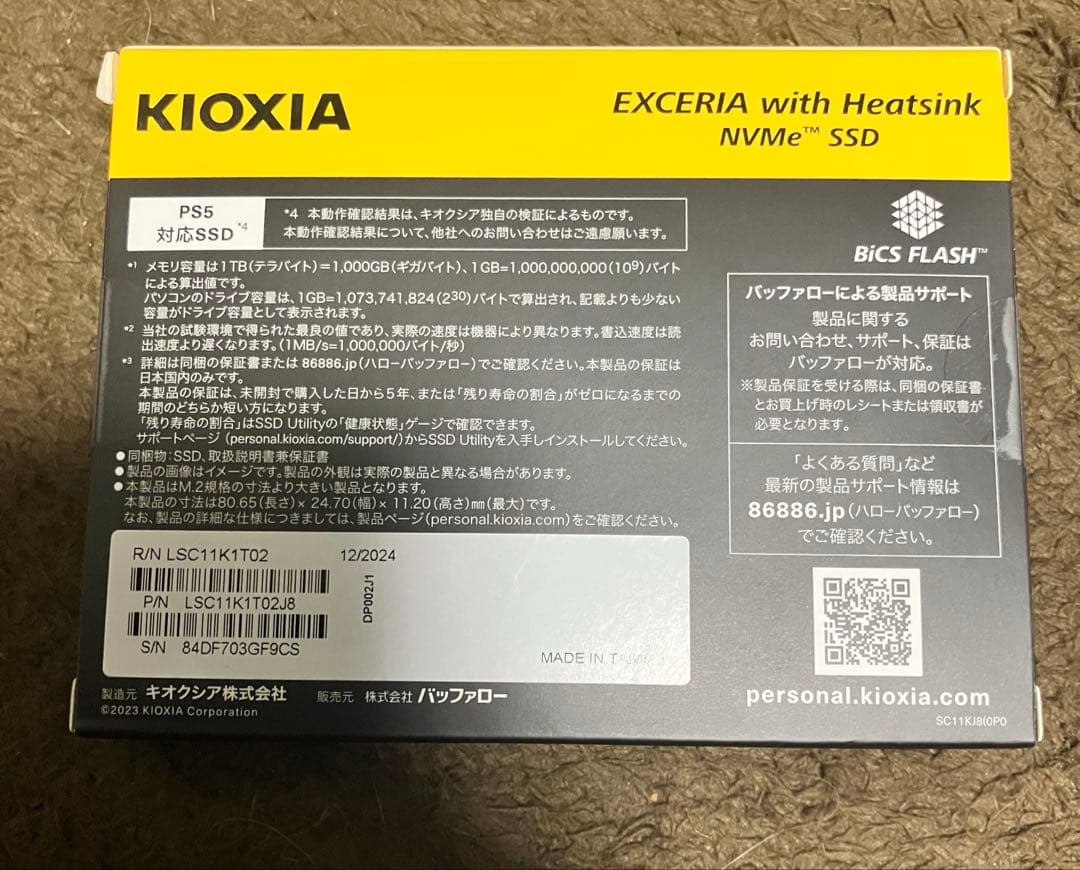 KIOXIA
EXCERIA with Heatsink
NVMe™ SSD
PS5
対応SSD*4
*4 本動作確認結果は、キオクシア独自の検証によるものです。
本動作確認結果について、他社へのお問い合わせはご遠慮願います。
*1 メモリ容量は1TB(テラバイト)=1,000GB(ギガバイト)、1GB=1,000,000,000(10⁹)バイト
による算出値です。
パソコンのドライブ容量は、1GB=1,073,741,824(2³⁰)バイトで算出され、記載よりも少ない
容量がドライブ容量として表示されます。
*2 当社の試験環境で得られた最良の値であり、実際の速度は機器により異なります。書込速度は読
出速度より遅くなります。(1MB/s=1,000,000バイト/秒)
*3 詳細は同梱の保証書または 86886.jp(ハローバッファロー)でご確認ください。本製品の保証は
日本国内のみです。
本製品の保証は、未開封で購入した日から5年、または「残り寿命の割合」がゼロになるまでの
期間のどちらか短い方になります。
「残り寿命の割合」はSSD Utilityの「健康状態」ゲージで確認できます。
サポートページ (personal.kioxia.com/support/)からSSD Utilityを入手しインストールしてください。
●同梱物:SSD、取扱説明書兼保証書
●製品の画像はイメージです。製品の外観は実際の製品と異なる場合があります。
●本製品はM.2規格の寸法より大きい製品となります。
本製品の寸法は80.65(長さ)× 24.70(幅)× 11.20(高さ)mm(最大)です。
なお、製品の詳細な仕様につきましては、製品ページ(personal.kioxia.com)をご確認ください。
BiCS FLASH™
バッファローによる製品サポート
製品に関する
お問い合わせ、サポート、保証は
バッファローが対応。
※製品保証を受ける際は、同梱の保証書
とお買上げ時のレシートまたは領収書が
必要となります。
「よくある質問」など
最新の製品サポート情報は
86886.jp(ハローバッファロー)
でご確認ください。
R/N LSC11K1T02
12/2024
P/N LSC11K1T02J8
S/N 84DF703GF9CS
DP002J1
MADE IN
製造元 キオクシア株式会社 販売元 株式会社 バッファロー
©2023 KIOXIA Corporation
personal.kioxia.com
SC11KJ8(0P0